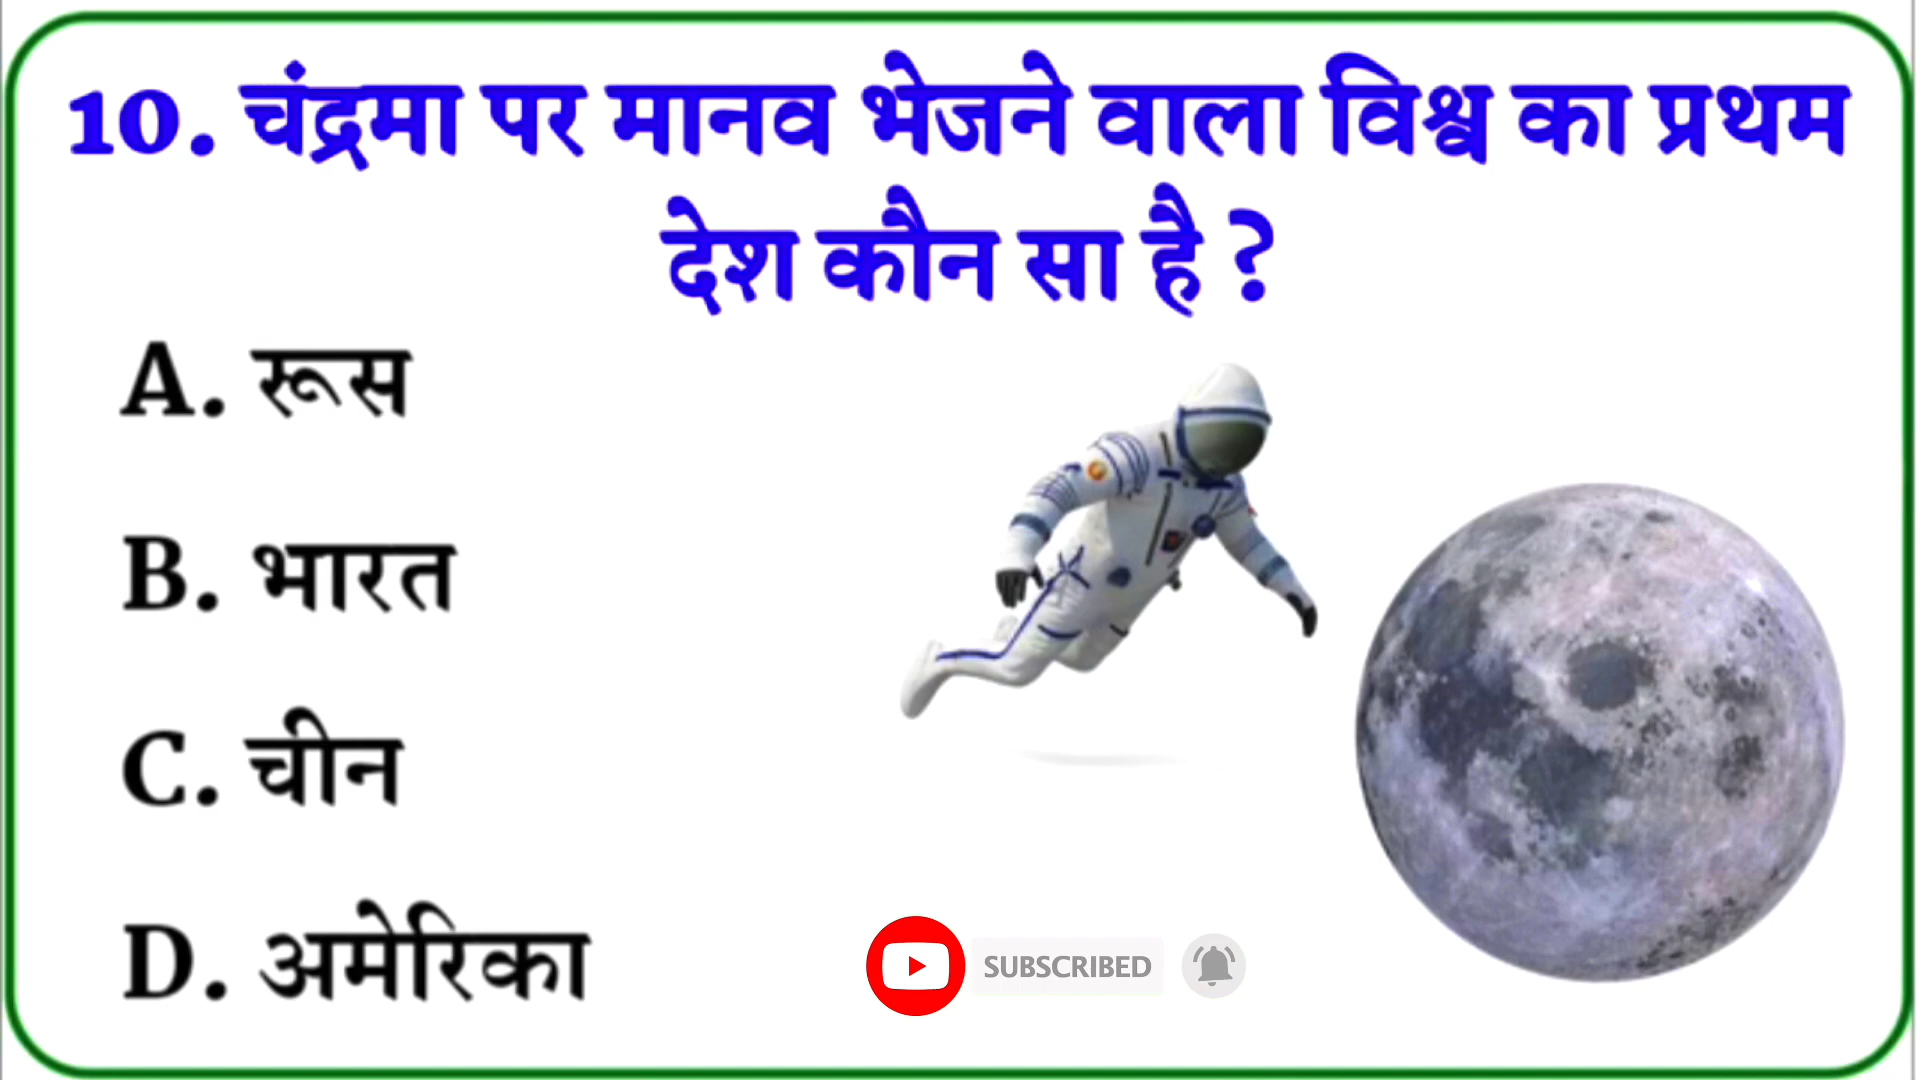 10. चंद्रमा पर मानव भेजने वाला विश्व का प्रथम
देश कौन सा है ?
A. रूस
B. भारत
C. चीन
D. अमेरिका
SUBSCRIBED